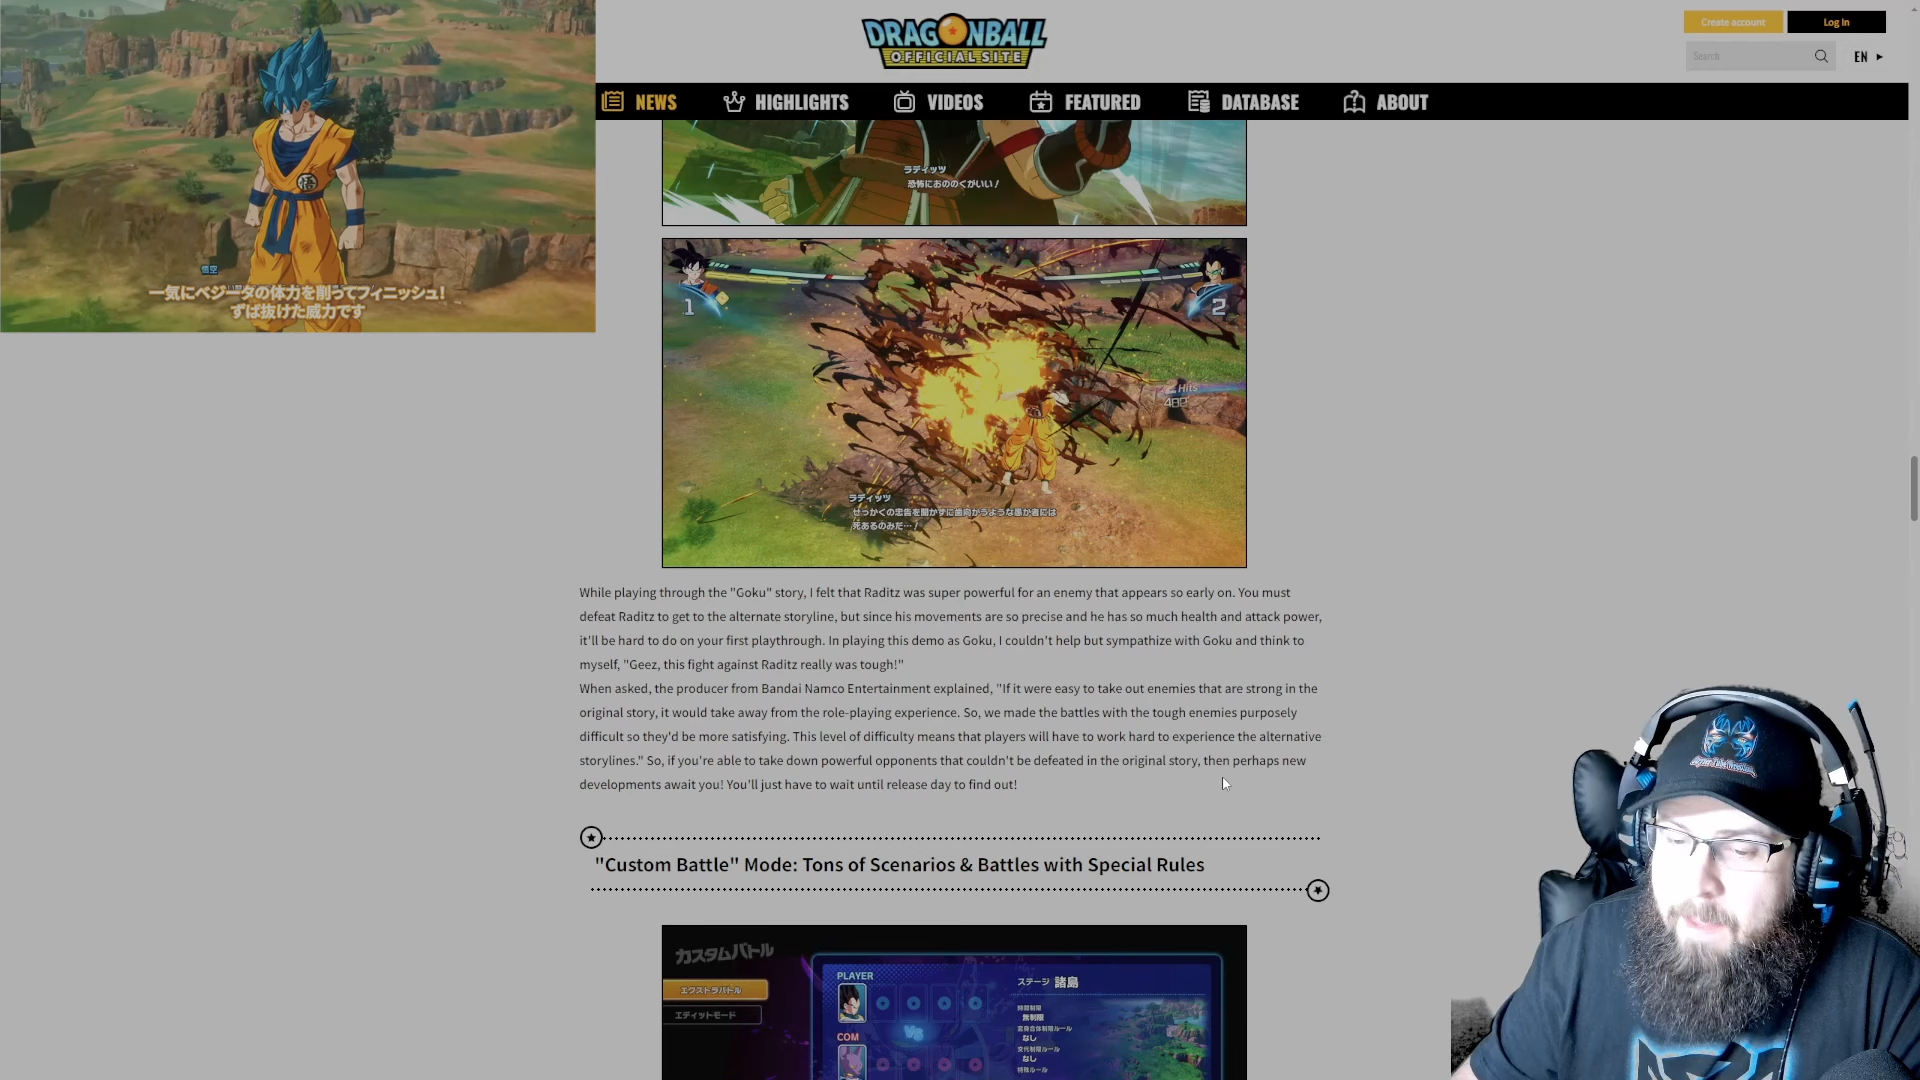 DRAGONBALL
OFFICIAL SITE
Create account
Log in
Search
EN
NEWS
HIGHLIGHTS
VIDEOS
FEATURED
DATABASE
ABOUT
悟空
一気にベジータの体力を削ってフィニッシュ!
ずば抜けた威力です
ラディッツ
恐怖におののくがいい!
1
2
2 Hits
ラディッツ
せっかくの忠告を聞かずに歯向かうような愚か者には
死あるのみだ…!
While playing through the "Goku" story, I felt that Raditz was super powerful for an enemy that appears so early on. You must
defeat Raditz to get to the alternate storyline, but since his movements are so precise and he has so much health and attack power,
it'll be hard to do on your first playthrough. In playing this demo as Goku, I couldn't help but sympathize with Goku and think to
myself, "Geez, this fight against Raditz really was tough!"
When asked, the producer from Bandai Namco Entertainment explained, "If it were easy to take out enemies that are strong in the
original story, it would take away from the role-playing experience. So, we made the battles with the tough enemies purposely
difficult so they'd be more satisfying. This level of difficulty means that players will have to work hard to experience the alternative
storylines." So, if you're able to take down powerful opponents that couldn't be defeated in the original story, then perhaps new
developments await you! You'll just have to wait until release day to find out!
"Custom Battle" Mode: Tons of Scenarios & Battles with Special Rules
カスタムバトル
エクストラバトル
エディットモード
PLAYER
VS
COM
ステージ 諸島
時間制限
無制限
変身合体制限ルール
なし
交代制限ルール
なし
特殊ルール